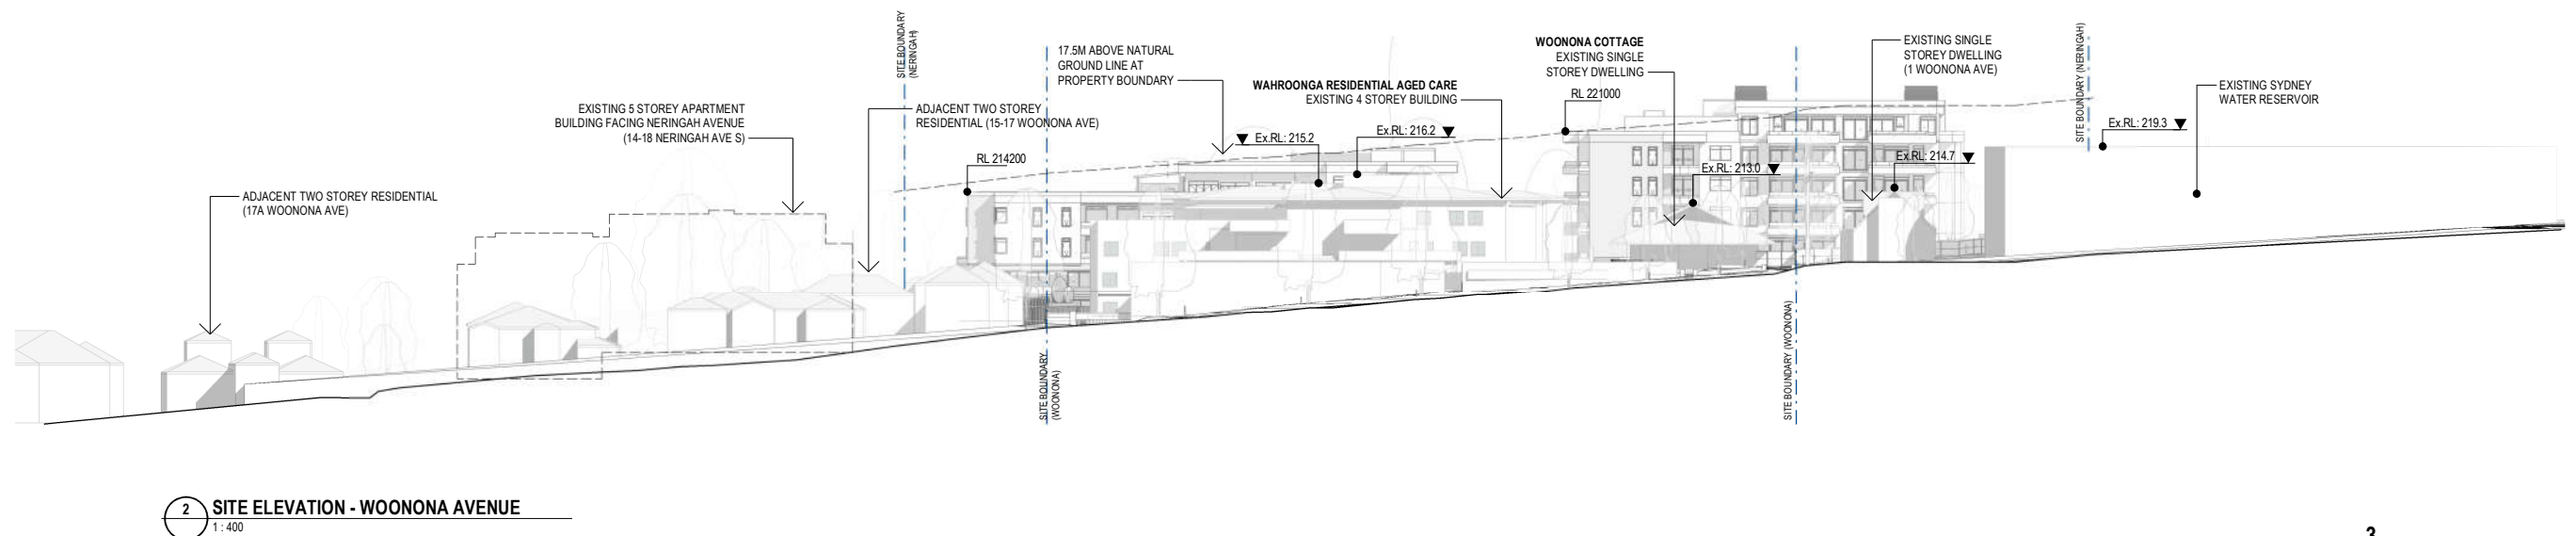 SITE BOUNDARY
(NERINGAH)
17.5M ABOVE NATURAL
GROUND LINE AT
PROPERTY BOUNDARY
WOONONA COTTAGE
EXISTING SINGLE
STOREY DWELLING
EXISTING SINGLE
STOREY DWELLING
(1 WOONONA AVE)
SITE BOUNDARY (NERINGAH)
WAHROONGA RESIDENTIAL AGED CARE
EXISTING 4 STOREY BUILDING
RL 221000
EXISTING SYDNEY
WATER RESERVOIR
EXISTING 5 STOREY APARTMENT
BUILDING FACING NERINGAH AVENUE
(14-18 NERINGAH AVE S)
ADJACENT TWO STOREY
RESIDENTIAL (15-17 WOONONA AVE)
Ex.RL: 215.2
Ex.RL: 216.2
Ex.RL: 219.3
RL 214200
Ex.RL: 213.0
Ex.RL: 214.7
ADJACENT TWO STOREY RESIDENTIAL
(17A WOONONA AVE)
SITE BOUNDARY
(WOONONA)
SITE BOUNDARY (WOONONA)
2
SITE ELEVATION - WOONONA AVENUE
1 : 400